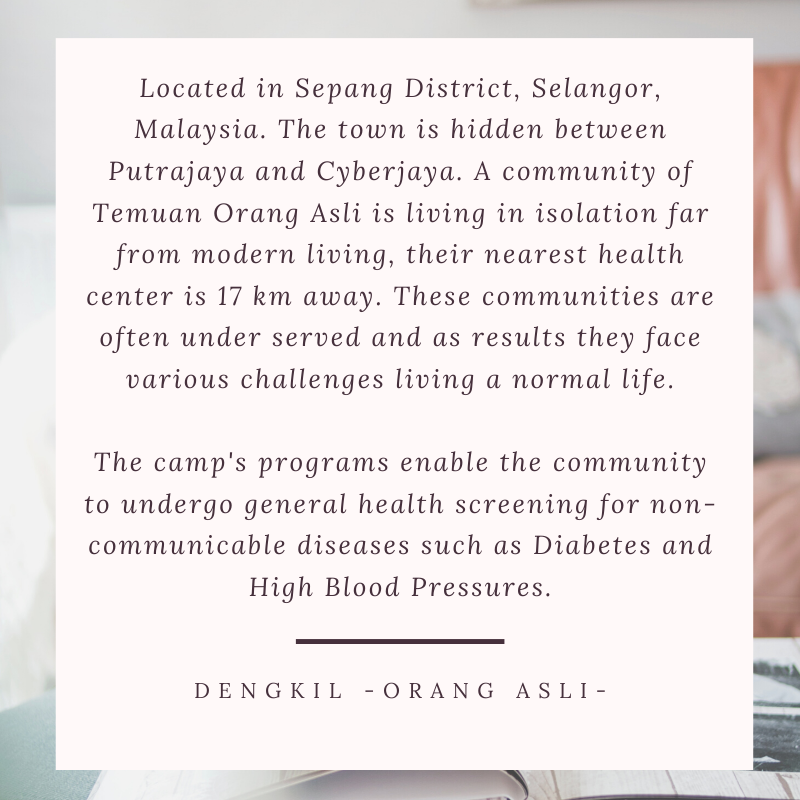 Located in Sepang District, Selangor,
Malaysia. The town is hidden between
Putrajaya and Cyberjaya. A community of
Temuan Orang Asli is living in isolation far
from modern living, their nearest health
center is 17 km away. These communities are
often under served and as results they face
various challenges living a normal life.
The camp's programs enable the community
to undergo general health screening for non-
communicable diseases such as Diabetes and
High Blood Pressures.
DENGKIL -ORANG ASLI-